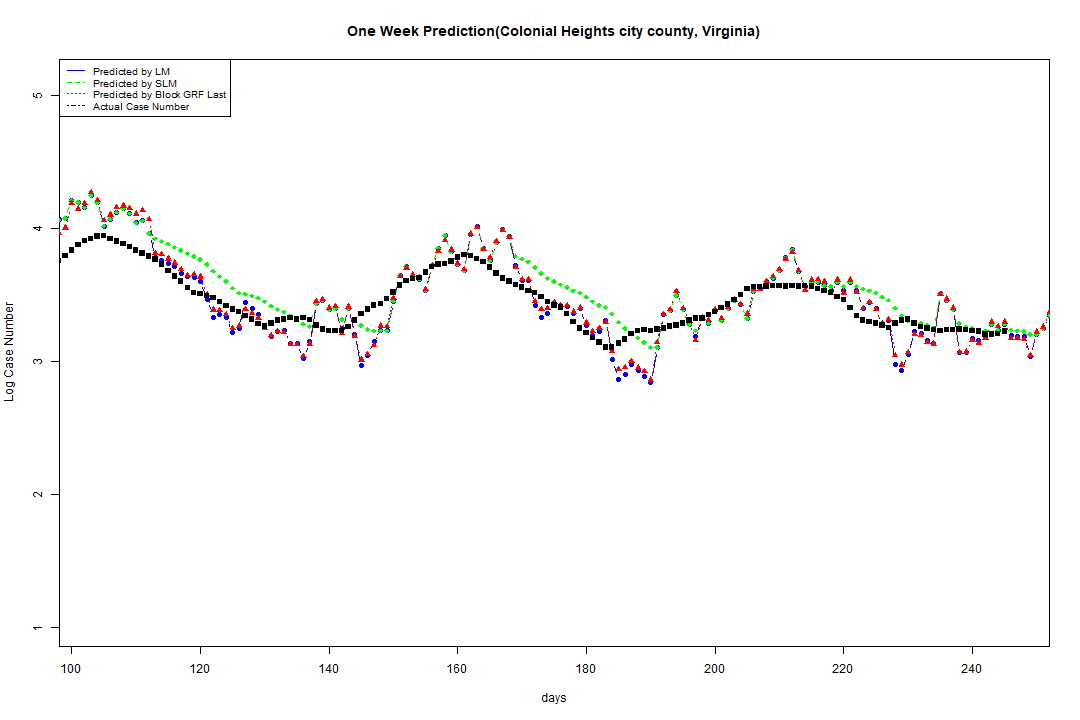 One Week Prediction(Colonial Heights city county, Virginia)
Predicted by LM
Predicted by SLM
Predicted by Block GRF Last
Actual Case Number
5
4
3
2
1
Log Case Number
100 120 140 160 180 200 220 240
days